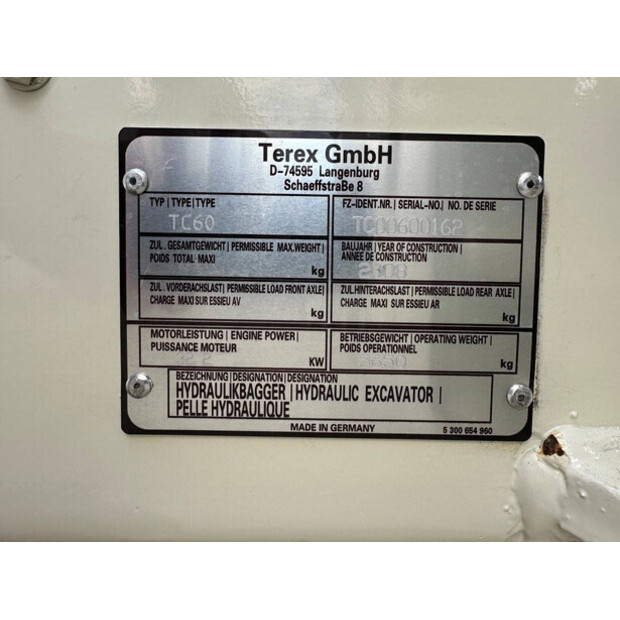 Terex GmbH
D-74595 Langenburg
Schaeffstraße 8
TYP | TYPE | TYPE
TC60
FZ-IDENT.NR. | SERIAL-NO. | NO. DE SERIE
TC00600162
ZUL. GESAMTGEWICHT | PERMISSIBLE MAX.WEIGHT |
POIDS TOTAL MAXI
kg
BAUJAHR | YEAR OF CONSTRUCTION |
ANNEE DE CONSTRUCTION
2008
ZUL. VORDERACHSLAST | PERMISSIBLE LOAD FRONT AXLE |
CHARGE MAXI SUR ESSIEU AV
kg
ZUL.HINTERACHSLAST | PERMISSIBLE LOAD REAR AXLE |
CHARGE MAXI SUR ESSIEU AR
kg
MOTORLEISTUNG | ENGINE POWER |
PUISSANCE MOTEUR
KW
BETRIEBSGEWICHT | OPERATING WEIGHT |
POIDS OPERATIONNEL
kg
BEZEICHNUNG | DESIGNATION | DESIGNATION
HYDRAULIKBAGGER | HYDRAULIC EXCAVATOR |
PELLE HYDRAULIQUE
MADE IN GERMANY
5 300 654 960